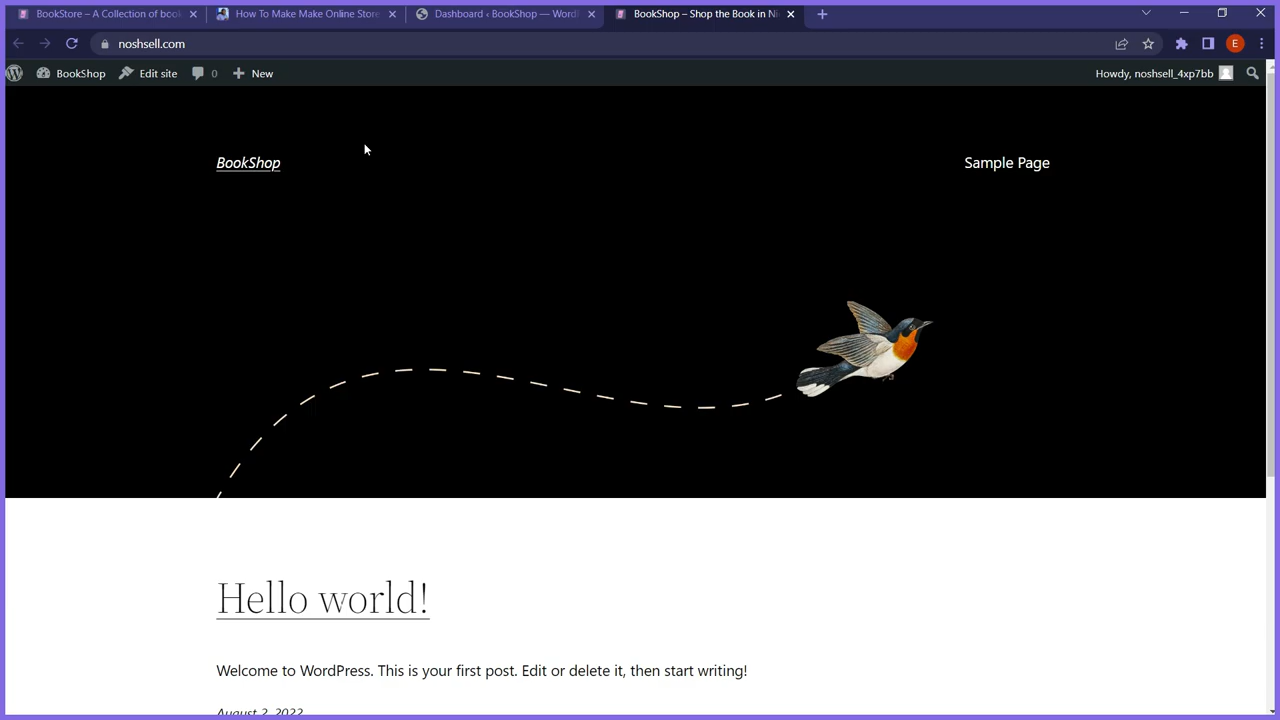 BookStore – A Collection of book
How To Make Make Online Store
Dashboard ‹ BookShop — Word
BookShop – Shop the Book in Ni
noshsell.com
E
BookShop
Edit site
0
New
Howdy, noshsell_4xp7bb
BookShop
Sample Page
Hello world!
Welcome to WordPress. This is your first post. Edit or delete it, then start writing!
August 2, 2022